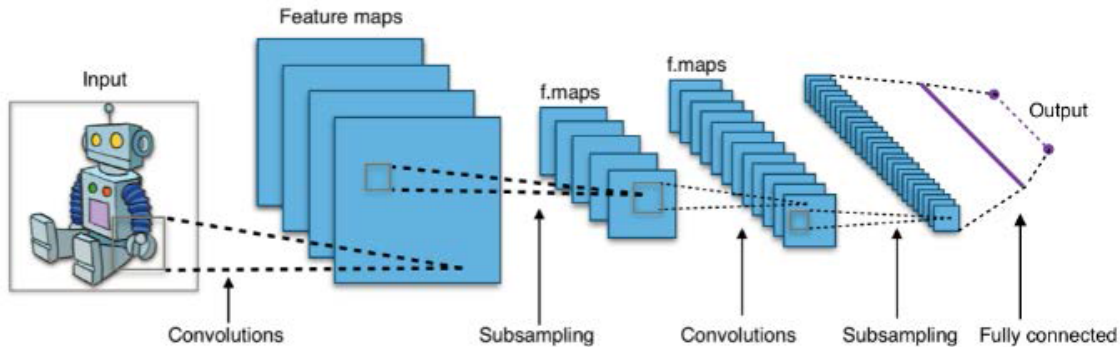 Feature maps
Input
f.maps
f.maps
Output
Convolutions
Subsampling
Convolutions
Subsampling
Fully connected